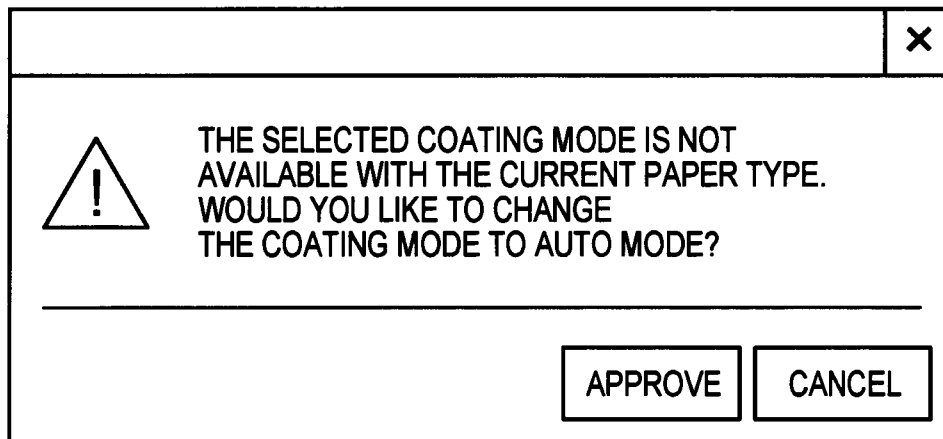 THE SELECTED COATING MODE IS NOT
AVAILABLE WITH THE CURRENT PAPER TYPE.
WOULD YOU LIKE TO CHANGE
THE COATING MODE TO AUTO MODE?
APPROVE CANCEL